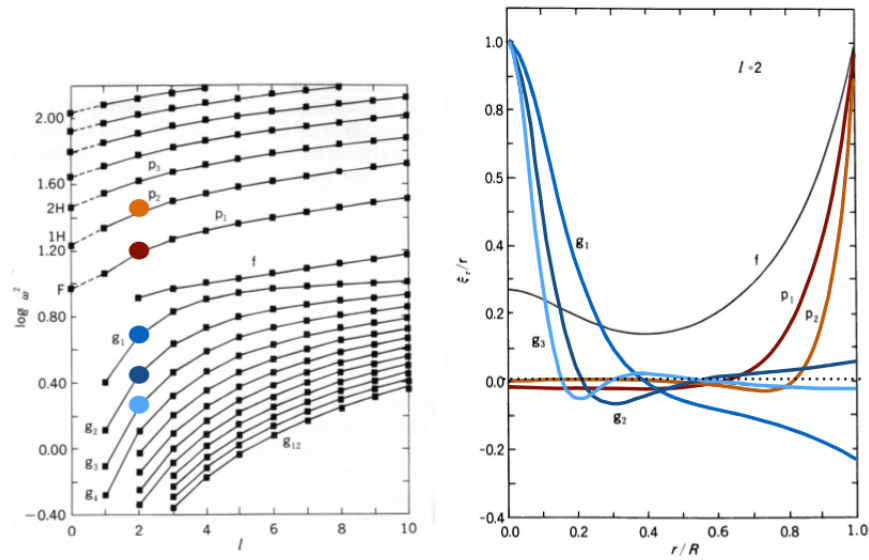 2.00
1.60
1.20
0.80
0.40
0.00
−0.40
log ω²
2H
1H
F
p₃
p₂
p₁
f
g₁
g₂
g₃
g₄
g₁₂
0
2
4
6
8
10
l
1.0
0.8
0.5
0.4
0.2
0.0
-0.2
-0.4
ξr/r
l=2
g₁
f
p₁
p₂
g₃
g₂
0.0
0.2
0.4
0.6
0.8
1.0
r/R